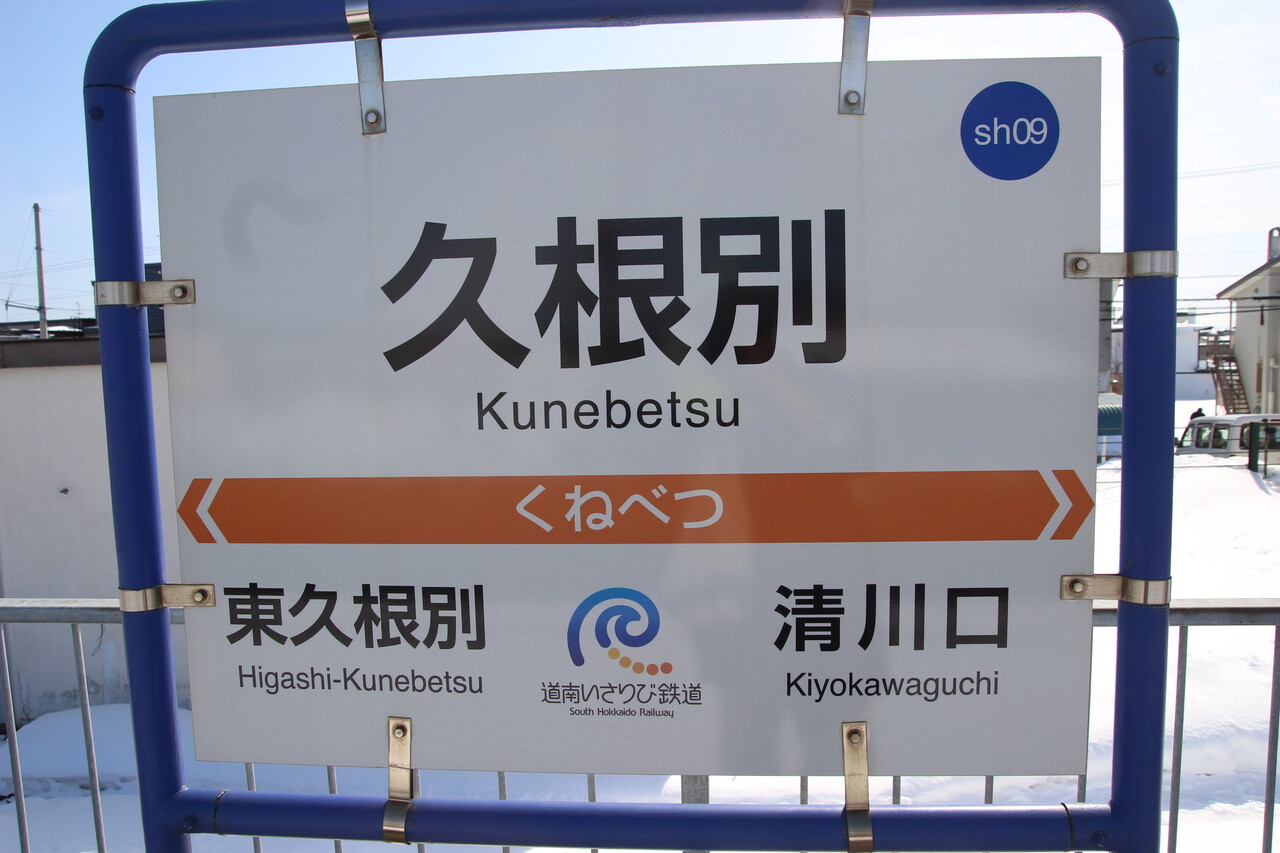 sh09
久根別
Kunebetsu
くねべつ
東久根別
Higashi-Kunebetsu
道南いさりび鉄道
South Hokkaido Railway
清川口
Kiyokawaguchi